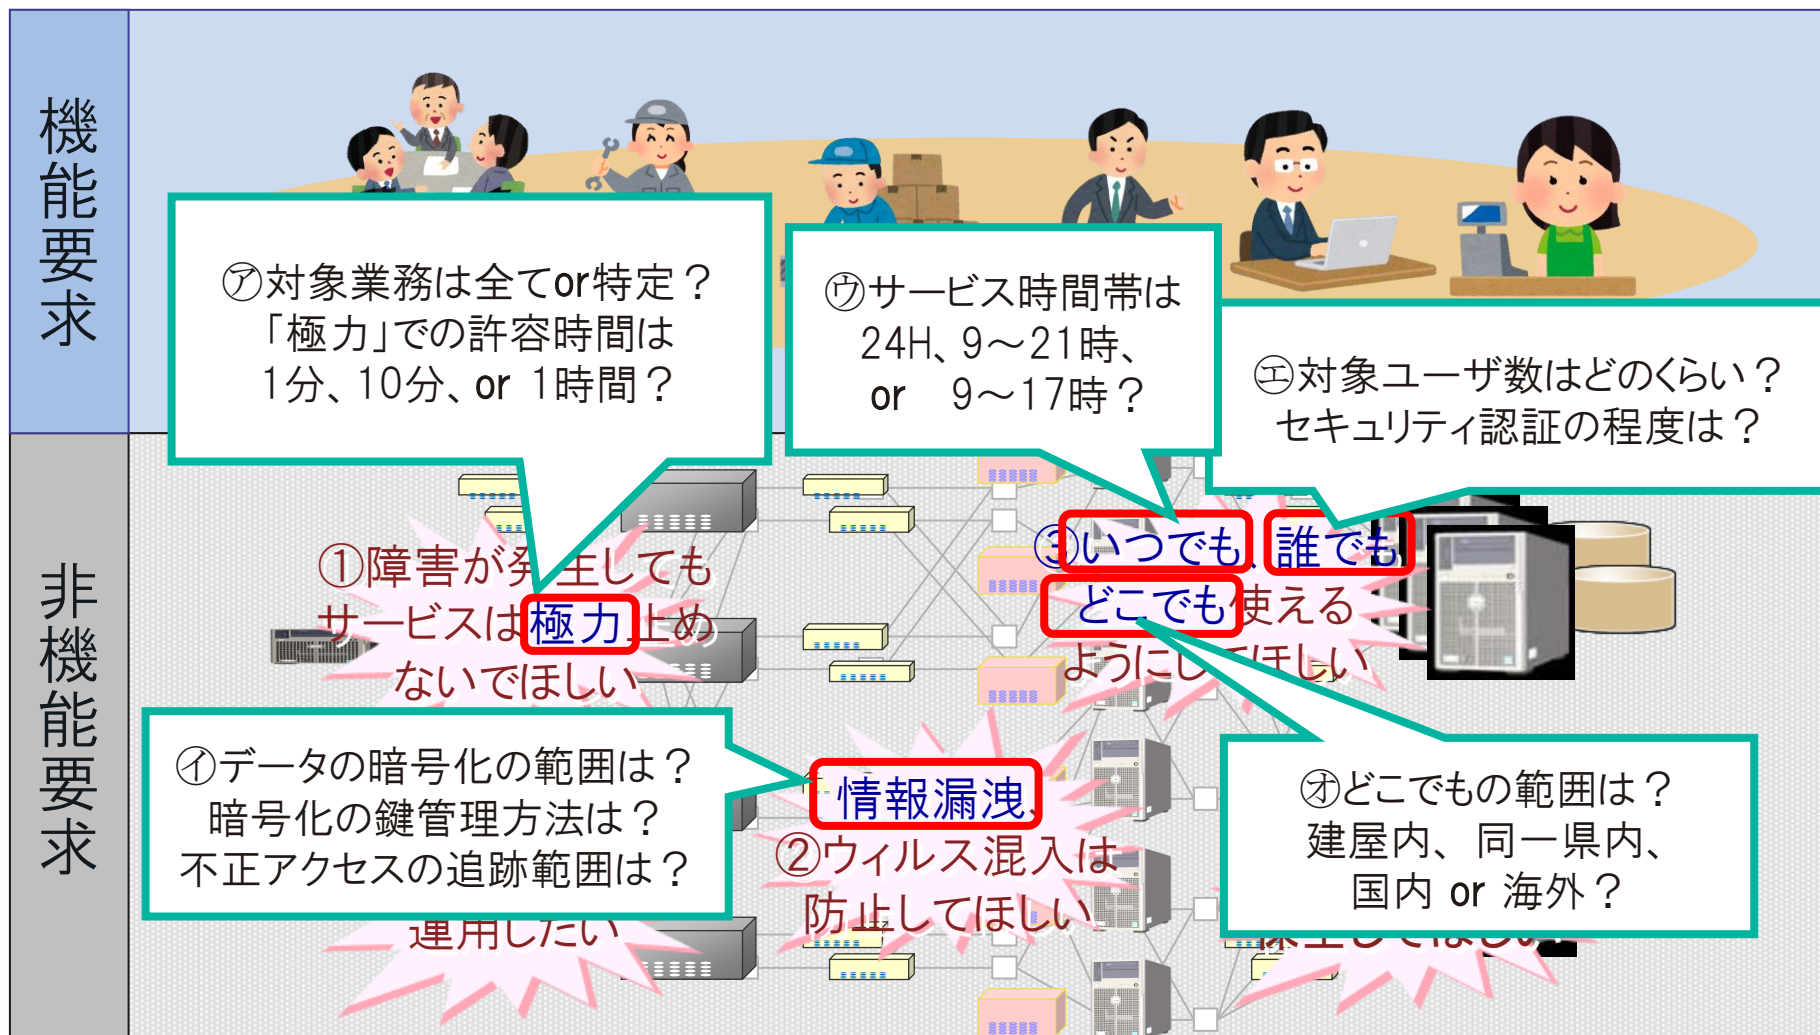 機能要求
㋐対象業務は全てor特定？
「極力」での許容時間は
1分、10分、or 1時間？
㋒サービス時間帯は
24H、9～21時、
or　9～17時？
㋓対象ユーザ数はどのくらい？
セキュリティ認証の程度は？
非機能要求
①障害が発生しても
サービスは極力止め
ないでほしい
③いつでも、誰でも
どこでも使える
ようにしてほしい
㋑データの暗号化の範囲は？
暗号化の鍵管理方法は？
不正アクセスの追跡範囲は？
情報漏洩、
②ウィルス混入は
防止してほしい
㋔どこでもの範囲は？
建屋内、同一県内、
国内 or 海外？
運用したい